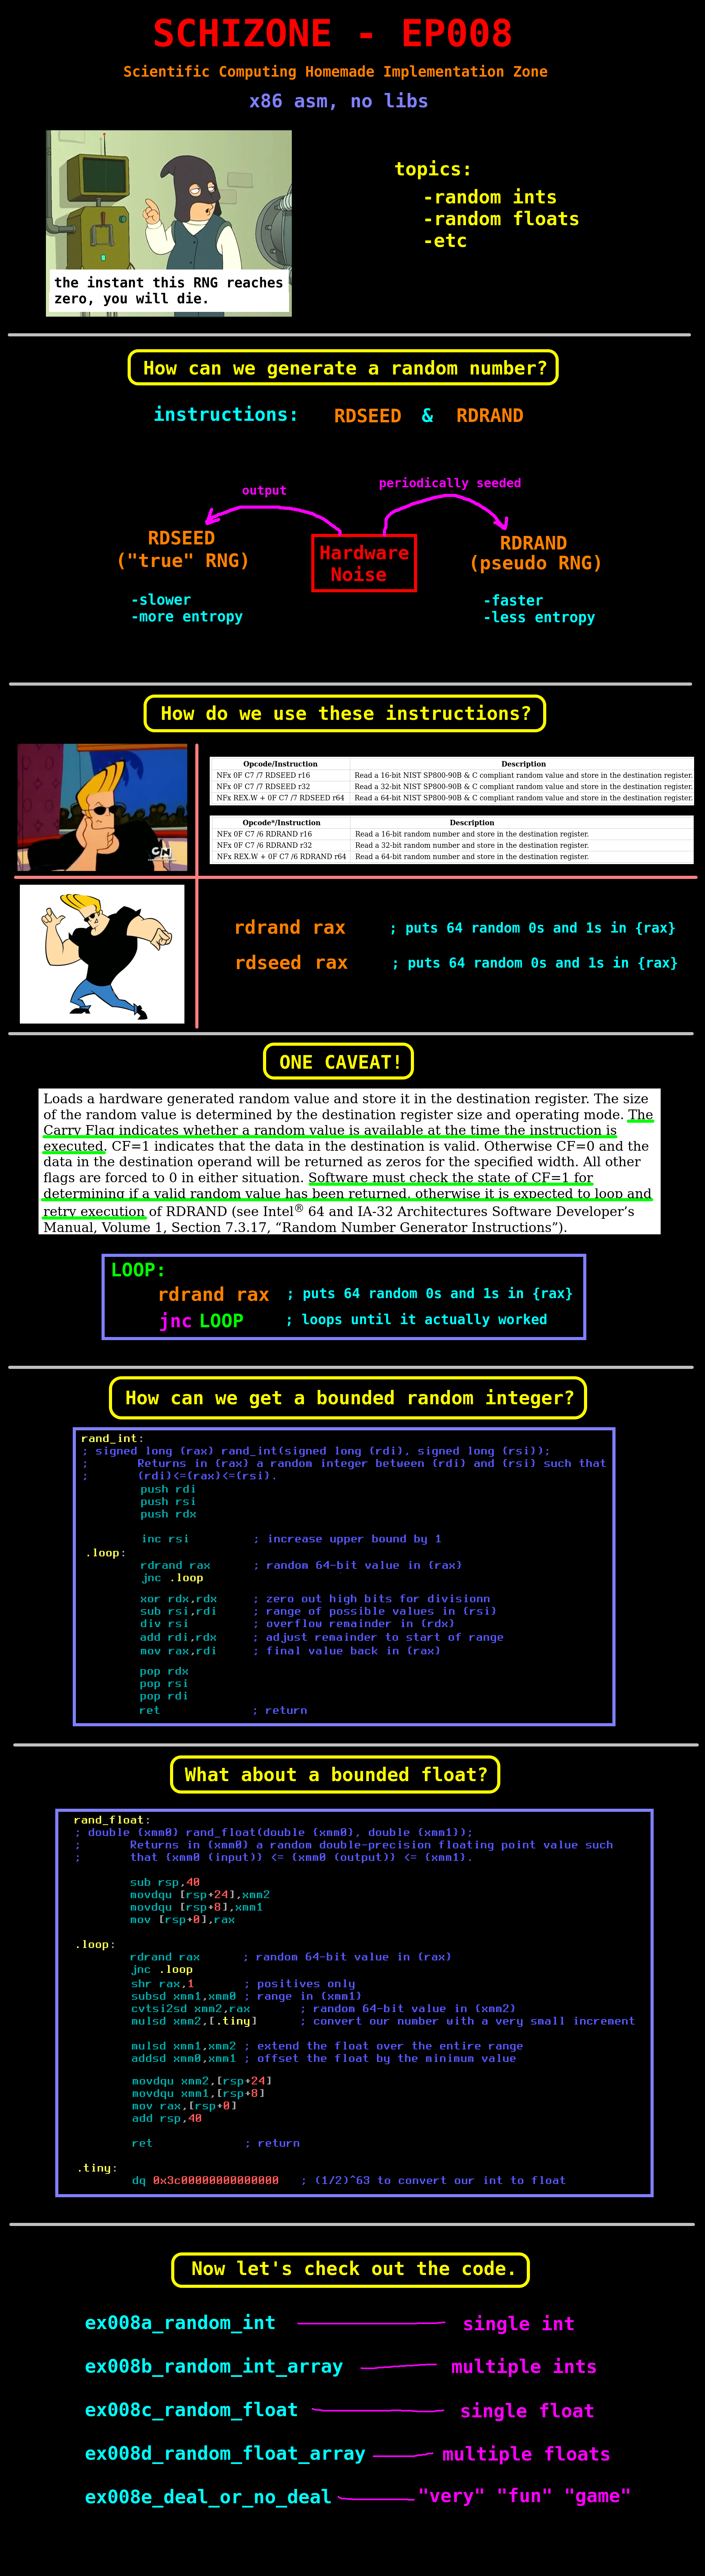 SCHIZONE - EP008
Scientific Computing Homemade Implementation Zone
x86 asm, no libs
the instant this RNG reaches
zero, you will die.
topics:
-random ints
-random floats
-etc
How can we generate a random number?
instructions: RDSEED & RDRAND
output
periodically seeded
RDSEED
("true" RNG)
-slower
-more entropy
Hardware
Noise
RDRAND
(pseudo RNG)
-faster
-less entropy
How do we use these instructions?
CN
Opcode/Instruction Description
NFx 0F C7 /7 RDSEED r16 Read a 16-bit NIST SP800-90B & C compliant random value and store in the destination register.
NFx 0F C7 /7 RDSEED r32 Read a 32-bit NIST SP800-90B & C compliant random value and store in the destination register.
NFx REX.W + 0F C7 /7 RDSEED r64 Read a 64-bit NIST SP800-90B & C compliant random value and store in the destination register.
Opcode*/Instruction Description
NFx 0F C7 /6 RDRAND r16 Read a 16-bit random number and store in the destination register.
NFx 0F C7 /6 RDRAND r32 Read a 32-bit random number and store in the destination register.
NFx REX.W + 0F C7 /6 RDRAND r64 Read a 64-bit random number and store in the destination register.
rdrand rax ; puts 64 random 0s and 1s in {rax}
rdseed rax ; puts 64 random 0s and 1s in {rax}
ONE CAVEAT!
Loads a hardware generated random value and store it in the destination register. The size
of the random value is determined by the destination register size and operating mode. The
Carry Flag indicates whether a random value is available at the time the instruction is
executed. CF=1 indicates that the data in the destination is valid. Otherwise CF=0 and the
data in the destination operand will be returned as zeros for the specified width. All other
flags are forced to 0 in either situation. Software must check the state of CF=1 for
determining if a valid random value has been returned, otherwise it is expected to loop and
retry execution of RDRAND (see Intel® 64 and IA-32 Architectures Software Developer's
Manual, Volume 1, Section 7.3.17, “Random Number Generator Instructions”).
LOOP:
rdrand rax ; puts 64 random 0s and 1s in {rax}
jnc LOOP ; loops until it actually worked
How can we get a bounded random integer?
rand_int:
; signed long {rax} rand_int(signed long {rdi}, signed long {rsi});
; Returns in {rax} a random integer between {rdi} and {rsi} such that
; {rdi}<={rax}<={rsi}.
push rdi
push rsi
push rdx
inc rsi ; increase upper bound by 1
.loop:
rdrand rax ; random 64-bit value in {rax}
jnc .loop
xor rdx,rdx ; zero out high bits for divisionn
sub rsi,rdi ; range of possible values in {rsi}
div rsi ; overflow remainder in {rdx}
add rdi,rdx ; adjust remainder to start of range
mov rax,rdi ; final value back in {rax}
pop rdx
pop rsi
pop rdi
ret ; return
What about a bounded float?
rand_float:
; double {xmm0} rand_float(double {xmm0}, double {xmm1});
; Returns in {xmm0} a random double-precision floating point value such
; that {xmm0 (input)} <= {xmm0 (output)} <= {xmm1}.
sub rsp,40
movdqu [rsp+24],xmm2
movdqu [rsp+8],xmm1
mov [rsp+0],rax
.loop:
rdrand rax ; random 64-bit value in {rax}
jnc .loop
shr rax,1 ; positives only
subsd xmm1,xmm0 ; range in {xmm1}
cvtsi2sd xmm2,rax ; random 64-bit value in {xmm2}
mulsd xmm2,[.tiny] ; convert our number with a very small increment
mulsd xmm1,xmm2 ; extend the float over the entire range
addsd xmm0,xmm1 ; offset the float by the minimum value
movdqu xmm2,[rsp+24]
movdqu xmm1,[rsp+8]
mov rax,[rsp+0]
add rsp,40
ret ; return
.tiny:
dq 0x3c00000000000000 ; (1/2)^63 to convert our int to float
Now let's check out the code.
ex008a_random_int single int
ex008b_random_int_array multiple ints
ex008c_random_float single float
ex008d_random_float_array multiple floats
ex008e_deal_or_no_deal "very" "fun" "game"